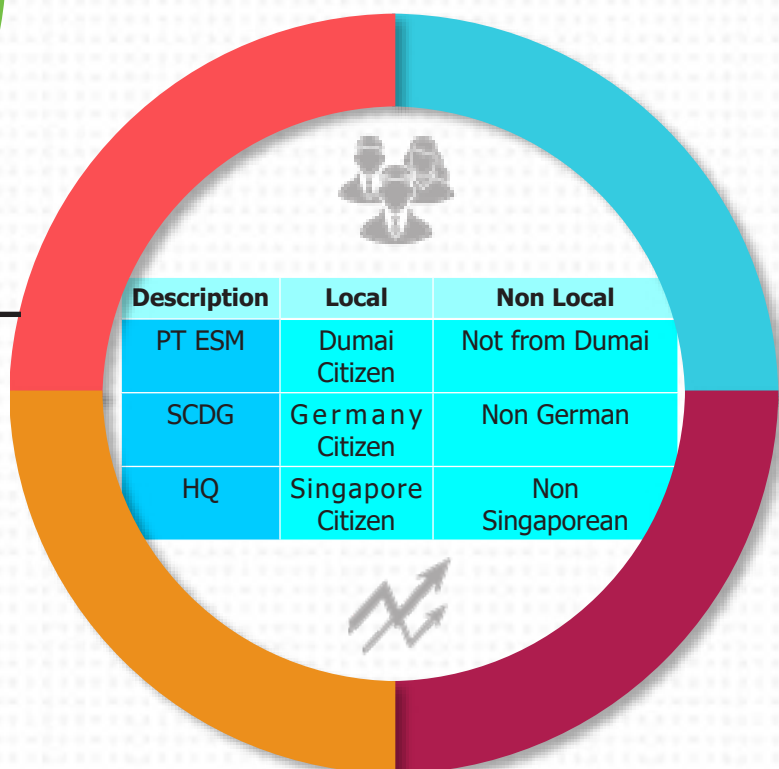 Description Local Non Local
PT ESM Dumai Citizen Not from Dumai
SCDG Germany Citizen Non German
HQ Singapore Citizen Non Singaporean